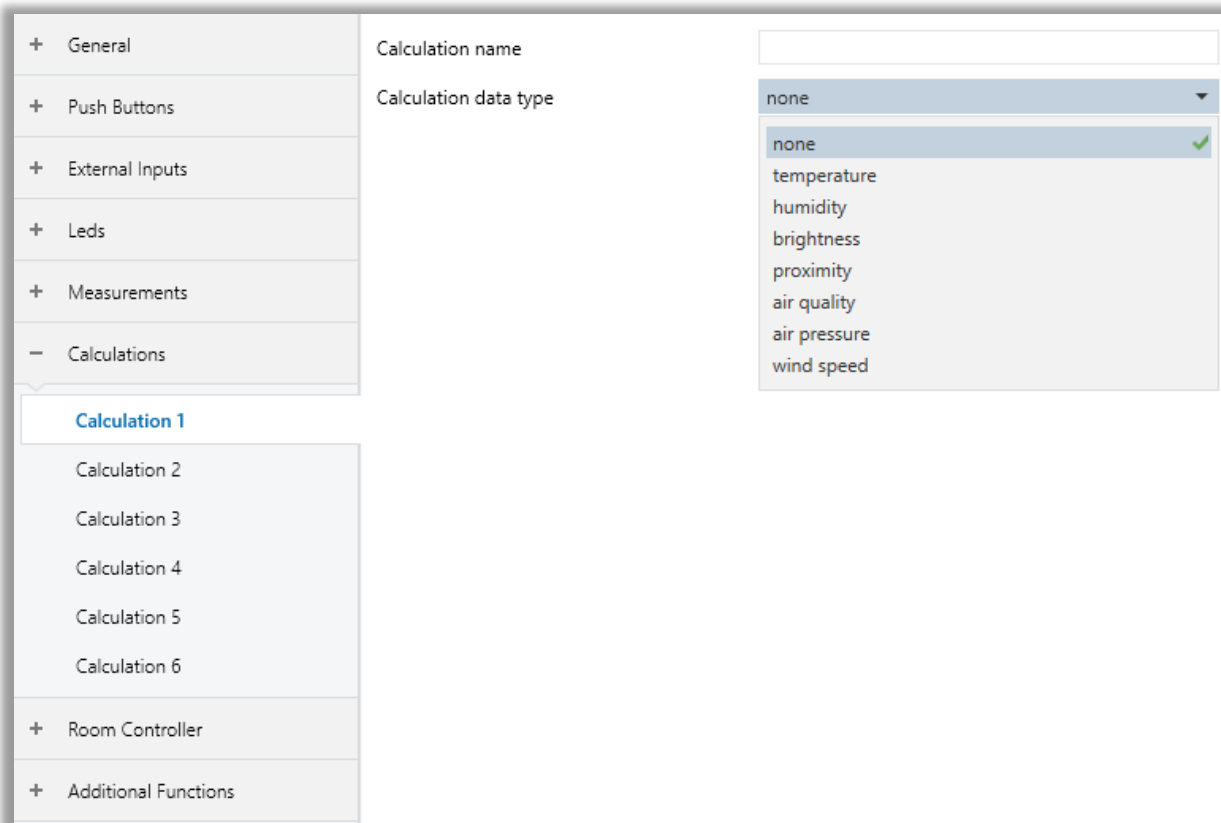 General
Push Buttons
External Inputs
Leds
Measurements
Calculations
Calculation 1
Calculation 2
Calculation 3
Calculation 4
Calculation 5
Calculation 6
Room Controller
Additional Functions
Calculation name
Calculation data type
none
none
temperature
humidity
brightness
proximity
air quality
air pressure
wind speed